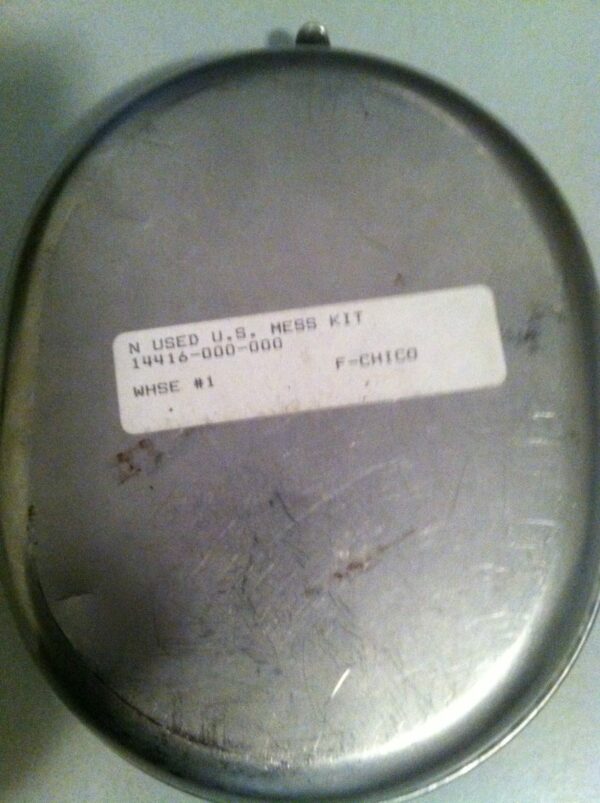 N USED U.S. MESS KIT
14416-000-000
F-CHICO
WHSE #1